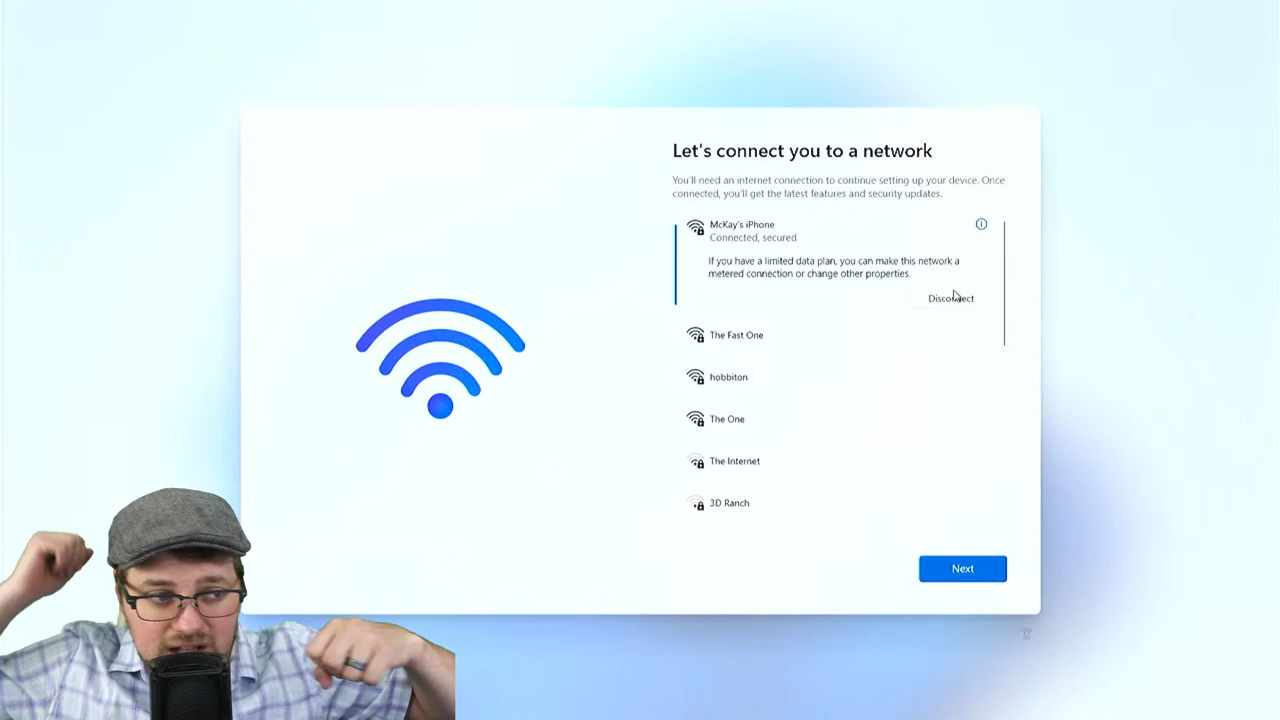 Let's connect you to a network
You'll need an internet connection to continue setting up your device. Once
connected, you'll get the latest features and security updates.
McKay's iPhone
Connected, secured
If you have a limited data plan, you can make this network a
metered connection or change other properties.
Disconnect
The Fast One
hobbiton
The One
The Internet
3D Ranch
Next